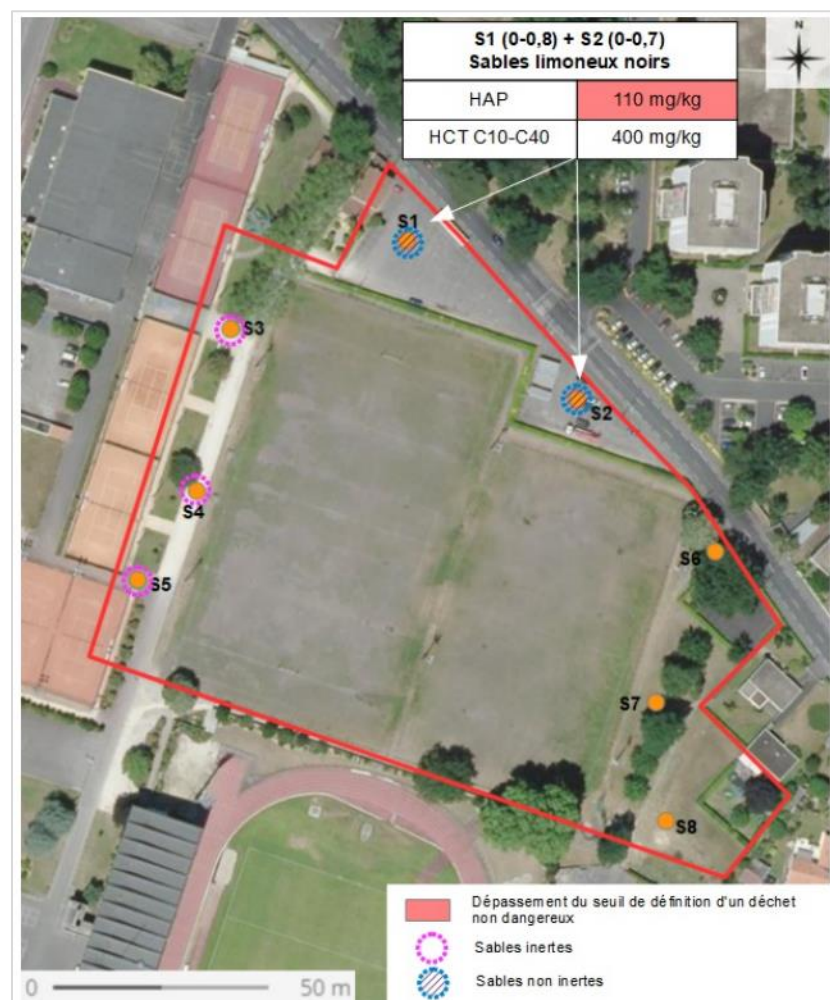 N
S1 (0-0,8) + S2 (0-0,7)
Sables limoneux noirs
HAP 110 mg/kg
HCT C10-C40 400 mg/kg
S1
S3
S2
S4
S6
S5
S7
S8
Dépassement du seuil de définition d'un déchet
non dangereux
Sables inertes
Sables non inertes
0 50 m